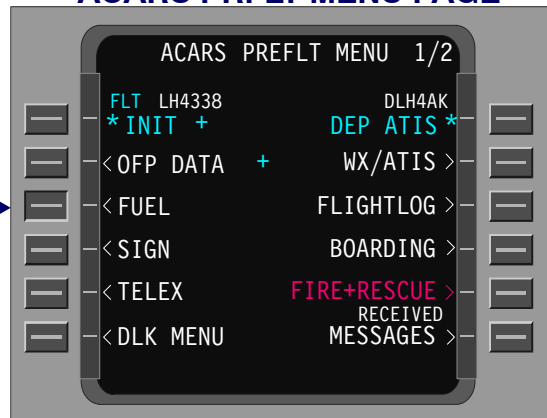 ACARS PREFLT MENU PAGE
ACARS PREFLT MENU 1/2
FLT LH4338 DLH4AK
*INIT + DEP ATIS*
<OFP DATA + WX/ATIS>
<FUEL FLIGHTLOG>
<SIGN BOARDING>
<TELEX FIRE+RESCUE>
RECEIVED
<DLK MENU MESSAGES>